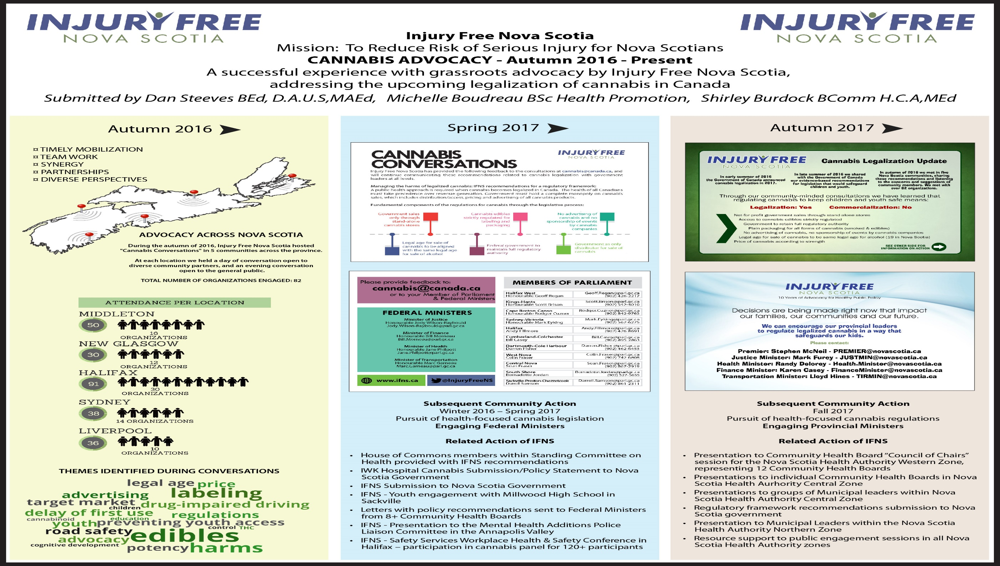 INJURY FREE
NOVA SCOTIA
INJURY FREE
NOVA SCOTIA
Injury Free Nova Scotia
Mission: To Reduce Risk of Serious Injury for Nova Scotians
CANNABIS ADVOCACY - Autumn 2016 - Present
A successful experience with grassroots advocacy by Injury Free Nova Scotia,
addressing the upcoming legalization of cannabis in Canada
Submitted by Dan Steeves BEd, D.A.U.S,MAEd, Michelle Boudreau BSc Health Promotion, Shirley Burdock BComm H.C.A,MEd
Autumn 2016
¤ TIMELY MOBILIZATION
¤ TEAM WORK
¤ SYNERGY
¤ PARTNERSHIPS
¤ DIVERSE PERSPECTIVES
ADVOCACY ACROSS NOVA SCOTIA
During the autumn of 2016, Injury Free Nova Scotia hosted
"Cannabis Conversations" in 5 communities across the province.
At each location we held a day of conversation open to
diverse community partners, and an evening conversation
open to the general public.
TOTAL NUMBER OF ORGANIZATIONS ENGAGED: 82
ATTENDANCE PER LOCATION
MIDDLETON
50
16
ORGANIZATIONS
NEW GLASGOW
30
12
ORGANIZATIONS
HALIFAX
91
30
ORGANIZATIONS
SYDNEY
38
14 ORGANIZATIONS
LIVERPOOL
36
10
ORGANIZATIONS
THEMES IDENTIFIED DURING CONVERSATIONS
legal age price
advertising labeling
target market
children drug-impaired driving
delay of first use regulations
cannabinoid education
youth preventing youth access
control THC
road safety edibles
advocacy
cognitive development potency harms
Spring 2017
CANNABIS
CONVERSATIONS
INJURY FREE
NOVA SCOTIA
Injury Free Nova Scotia has provided the following feedback to the consultations at cannabis@canada.ca, and
will continue communicating these recommendations related to cannabis legalization with government
leaders at all levels.
Managing the harms of legalized cannabis: IFNS recommendations for a regulatory framework:
A public health approach is required when cannabis becomes legalized in Canada. The health of all Canadians
must take precedence over revenue generation. Government must hold a complete monopoly on cannabis
sales, which includes distribution/access, pricing and advertising of all cannabis products.
Fundamental components of the regulations for cannabis through the legislative process:
Government sales
only through
stand-alone
cannabis stores
Cannabis edibles
strictly regulated for
labeling and
packaging
No advertising of
cannabis and no
sponsorship of events
by cannabis
companies
Legal age for sale of
cannabis to be aligned
with the same legal age
for sale of alcohol
Federal government to
maintain full regulatory
authority
Government as only
distributor for sale of
cannabis
Please provide feedback to:
cannabis@canada.ca
or to your Member of Parliament
& Federal Ministers
FEDERAL MINISTERS
Minister of Justice
Honourable Jody Wilson-Raybould
Jody.Wilson-Raybould@parl.gc.ca
Minister of Finance
Honourable Bill Morneau
Bill.Morneau@parl.gc.ca
Minister of Health
Honourable Jane Philpott
Jane.Philpott@parl.gc.ca
Minister of Transportation
Honourable Marc Garneau
Marc.Garneau@parl.gc.ca
www.ifns.ca
@InjuryFreeNS
MEMBERS OF PARLIAMENT
Halifax West Geoff.Regan@parl.gc.ca
Honourable Geoff Regan (902) 426-2217
Kings-Hants Scott.Brison@parl.gc.ca
Honourable Scott Brison (902) 542-4010
Cape Breton-Canso Rodger.Cuzner@parl.gc.ca
Honourable Rodger Cuzner (902) 842-9763
Sydney-Victoria Mark.Eyking@parl.gc.ca
Honourable Mark Eyking (902) 567-6275
Halifax Andy.Fillmore@parl.gc.ca
Andy Fillmore (902) 426-8691
Cumberland-Colchester Bill.Casey@parl.gc.ca
Bill Casey (902) 895-2863
Dartmouth-Cole Harbour Darren.Fisher@parl.gc.ca
Darren Fisher (902) 462-6453
West Nova Colin.Fraser@parl.gc.ca
Colin Fraser (902) 742-6808
Central Nova Sean.Fraser@parl.gc.ca
Sean Fraser (902) 867-2919
South Shore Bernadette.Jordan@parl.gc.ca
Bernadette Jordan (902) 527-5655
Sackville-Preston-Chezzetcook Darrell.Samson@parl.gc.ca
Darrell Samson (902) 861-2311
Subsequent Community Action
Winter 2016 – Spring 2017
Pursuit of health-focused cannabis legislation
Engaging Federal Ministers
Related Action of IFNS
• House of Commons members within Standing Committee on
Health provided with IFNS recommendations
• IWK Hospital Cannabis Submission/Policy Statement to Nova
Scotia Government
• IFNS Submission to Nova Scotia Government
• IFNS - Youth engagement with Millwood High School in
Sackville
• Letters with policy recommendations sent to Federal Ministers
from 8+ Community Health Boards
• IFNS - Presentation to the Mental Health Additions Police
Liaison Committee in the Annapolis Valley
• IFNS - Safety Services Workplace Health & Safety Conference in
Halifax – participation in cannabis panel for 120+ participants
Autumn 2017
INJURY FREE
NOVA SCOTIA
Cannabis Legalization Update
In early summer of 2016
the Government of Canada announced
cannabis legalization in 2017.
In late summer of 2016 we shared
with the Government of Canada
our evidence-based recommendations
for legislation that would safeguard
children and youth.
In autumn of 2016 we met in five
Nova Scotia communities, sharing
these recommendations and listening
to the concerns and suggestions of
community members. We met with
over 82 organizations.
Through our community-minded consultations we have learned that
regulating cannabis to keep children and youth safe means:
Legalization: Yes Commercialization: No
Not-for-profit government sales through stand-alone stores
Access to cannabis edibles strictly regulated
Government to retain full regulatory authority
Plain packaging for all forms of cannabis (smoked & edibles)
No advertising of cannabis, no sponsorship of events by cannabis companies
Legal age for sale of cannabis to be same legal age for alcohol (19 in Nova Scotia)
Price of cannabis according to strength
SEE OTHER SIDE FOR
INFORMATION ON ACTION
INJURY FREE
NOVA SCOTIA
10 Years of Advocacy for Healthy Public Policy
Decisions are being made right now that impact
our families, our communities and our future.
We can encourage our provincial leaders
to regulate legalized cannabis in a way that
safeguards our kids.
Please contact:
Premier: Stephen McNeil - PREMIER@novascotia.ca
Justice Minister: Mark Furey - JUSTMIN@novascotia.ca
Health Minister: Randy Delorey - Health.Minister@novascotia.ca
Finance Minister: Karen Casey - FinanceMinister@novascotia.ca
Transportation Minister: Lloyd Hines - TIRMIN@novascotia.ca
Subsequent Community Action
Fall 2017
Pursuit of health-focused cannabis regulations
Engaging Provincial Ministers
Related Action of IFNS
• Presentation to Community Health Board “Council of Chairs”
session for the Nova Scotia Health Authority Western Zone,
representing 12 Community Health Boards
• Presentations to individual Community Health Boards in Nova
Scotia Health Aurhority Central Zone
• Presentations to groups of Municipal leaders within Nova
Scotia Health Authority Central Zone
• Regulatory framework recommendations submission to Nova
Scotia government
• Presentation to Municipal Leaders within the Nova Scotia
Health Authority Northern Zone
• Resource support to public engagement sessions in all Nova
Scotia Health Authority zones